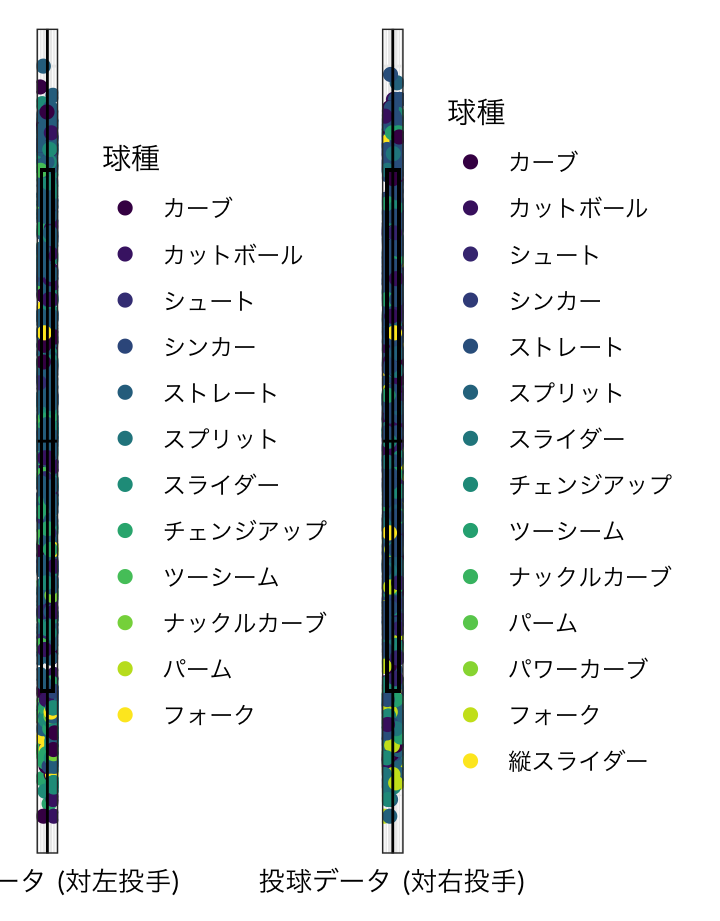 球種
カーブ
カットボール
シュート
シンカー
ストレート
スプリット
スライダー
チェンジアップ
ツーシーム
ナックルカーブ
パーム
フォーク
ータ (対左投手)
球種
カーブ
カットボール
シュート
シンカー
ストレート
スプリット
スライダー
チェンジアップ
ツーシーム
ナックルカーブ
パーム
パワーカーブ
フォーク
縦スライダー
投球データ (対右投手)